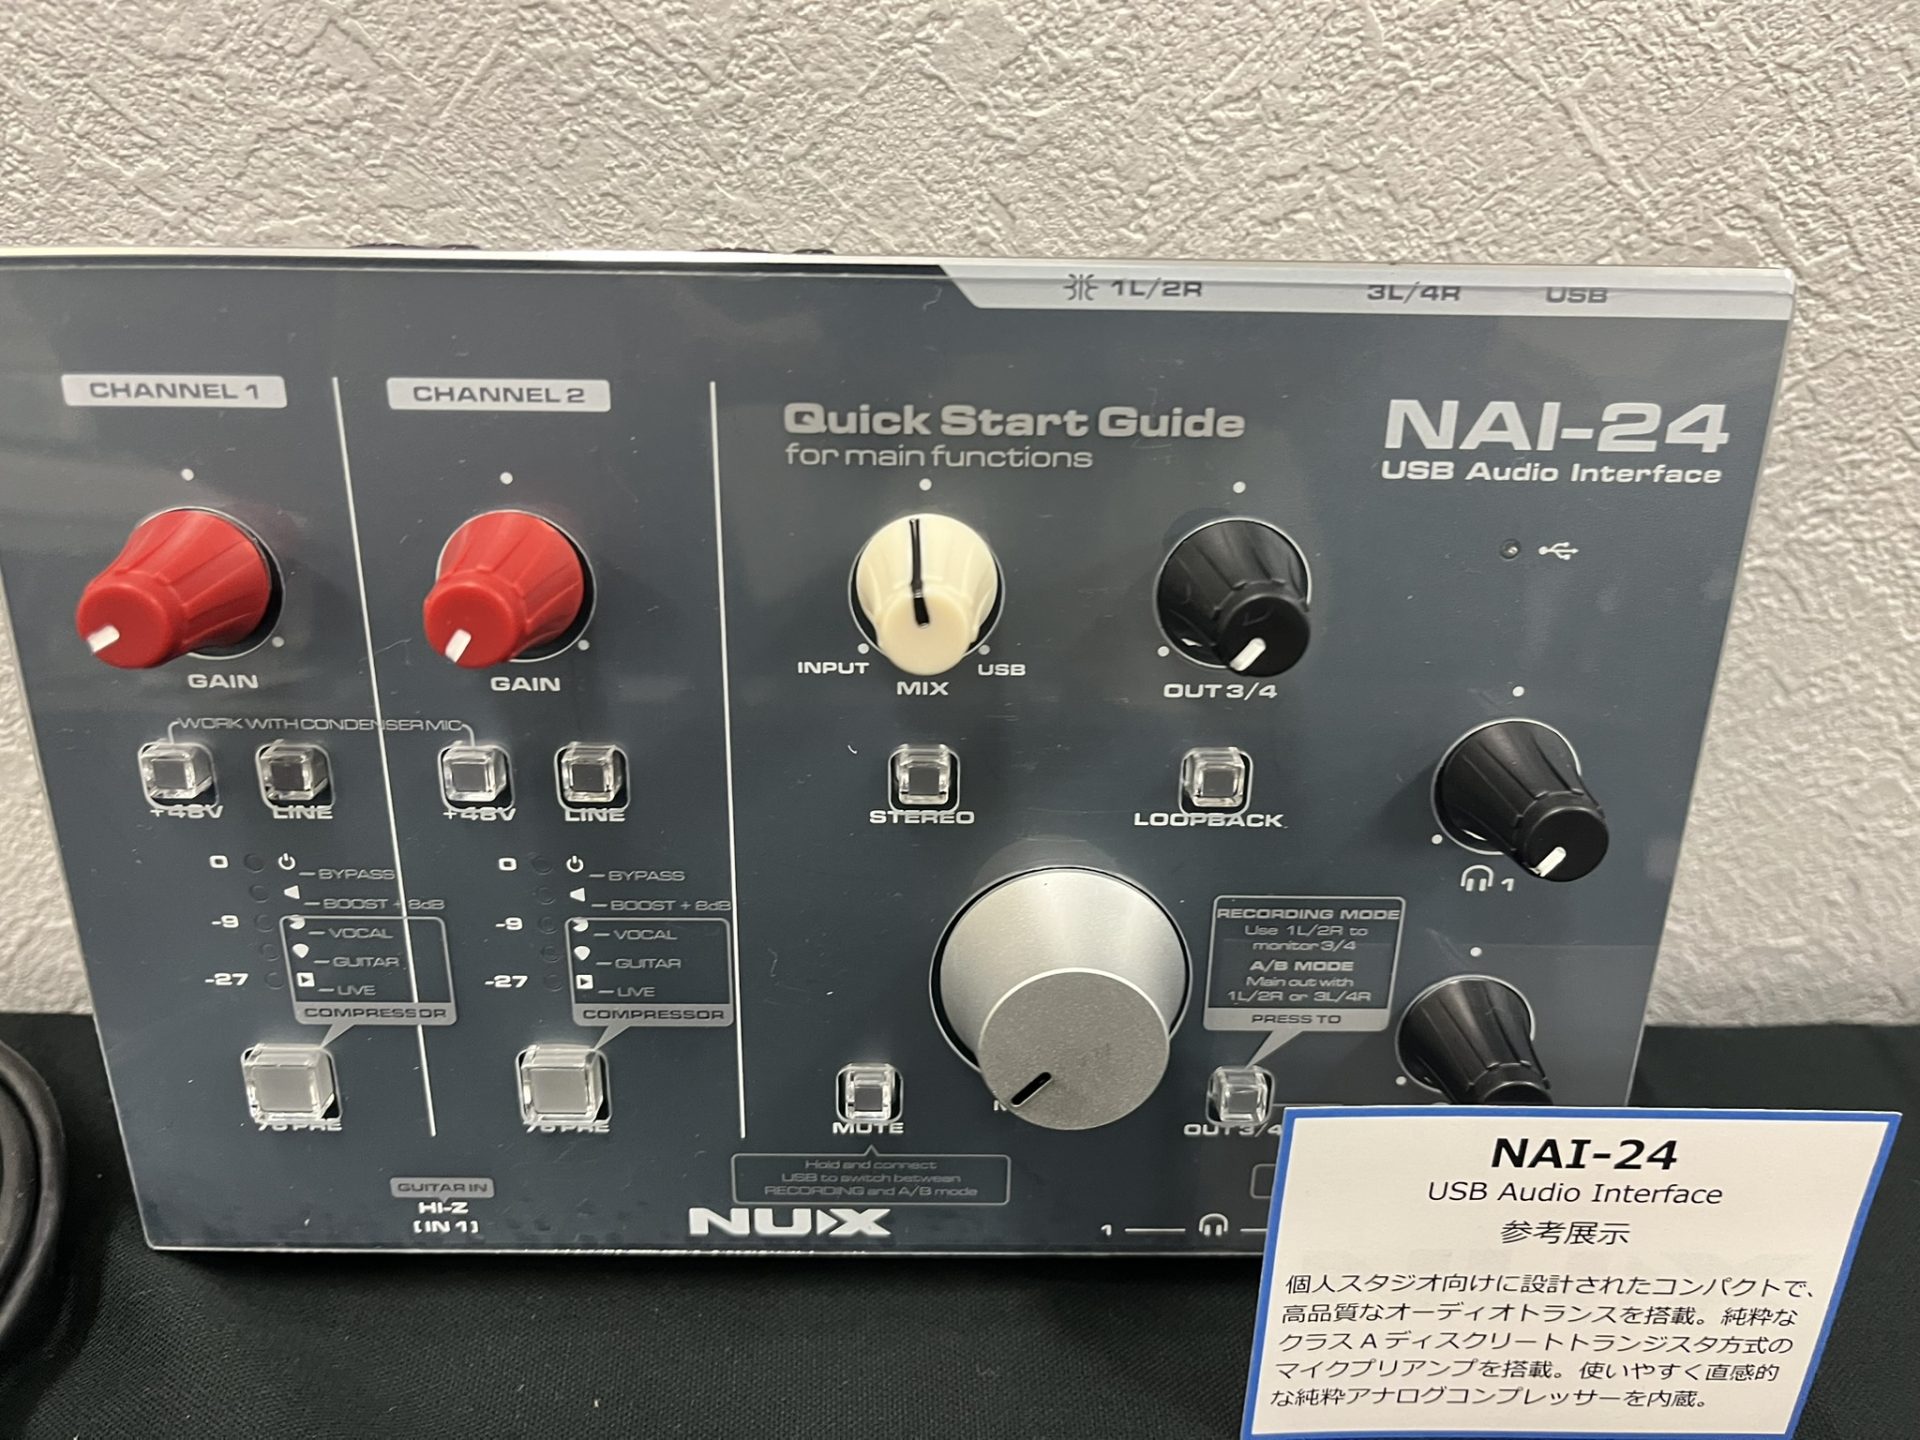 1L/2R
3L/4R
USB
CHANNEL 1
CHANNEL 2
Quick Start Guide
for main functions
NAI-24
USB Audio Interface
GAIN
GAIN
INPUT
MIX
USB
OUT 3/4
WORK WITH CONDENSER MIC
+48V
LINE
+48V
LINE
STEREO
LOOPBACK
1
0
BYPASS
BOOST + 8dB
-9
VOCAL
GUITAR
-27
LIVE
COMPRESSOR
0
BYPASS
BOOST + 8dB
-9
VOCAL
GUITAR
-27
LIVE
COMPRESSOR
RECORDING MODE
Use 1L/2R to
monitor 3/4
A/B MODE
Main out with
1L/2R or 3L/4R
PRESS TO
MUTE
OUT 3/4
Hold and connect
USB to switch between
RECORDING and A/B mode
GUITAR IN
HI-Z
[IN 1]
NUX
1
NAI-24
USB Audio Interface
参考展示
個人スタジオ向けに設計されたコンパクトで、
高品質なオーディオトランスを搭載。純粋な
クラス A ディスクリートトランジスタ方式の
マイクプリアンプを搭載。使いやすく直感的
な純粋アナログコンプレッサーを内蔵。